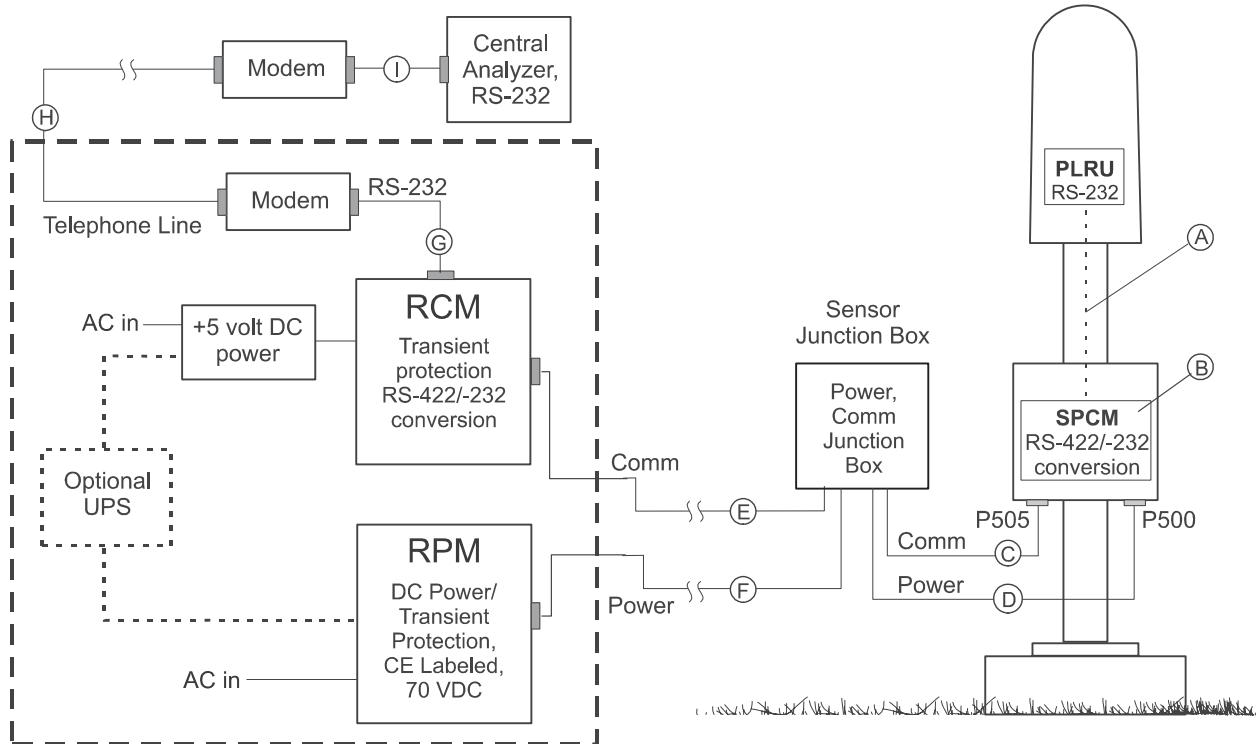 Modem
I
Central
Analyzer,
RS-232
H
Modem
RS-232
Telephone Line
G
AC in
+5 volt DC
power
RCM
Transient
protection
RS-422/-232
conversion
Optional
UPS
RPM
DC Power/
Transient
Protection,
CE Labeled,
70 VDC
AC in
Comm
E
Power
F
Sensor
Junction Box
Power,
Comm
Junction
Box
Comm
C
Power
D
PLRU
RS-232
A
B
SPCM
RS-422/-232
conversion
P505
P500